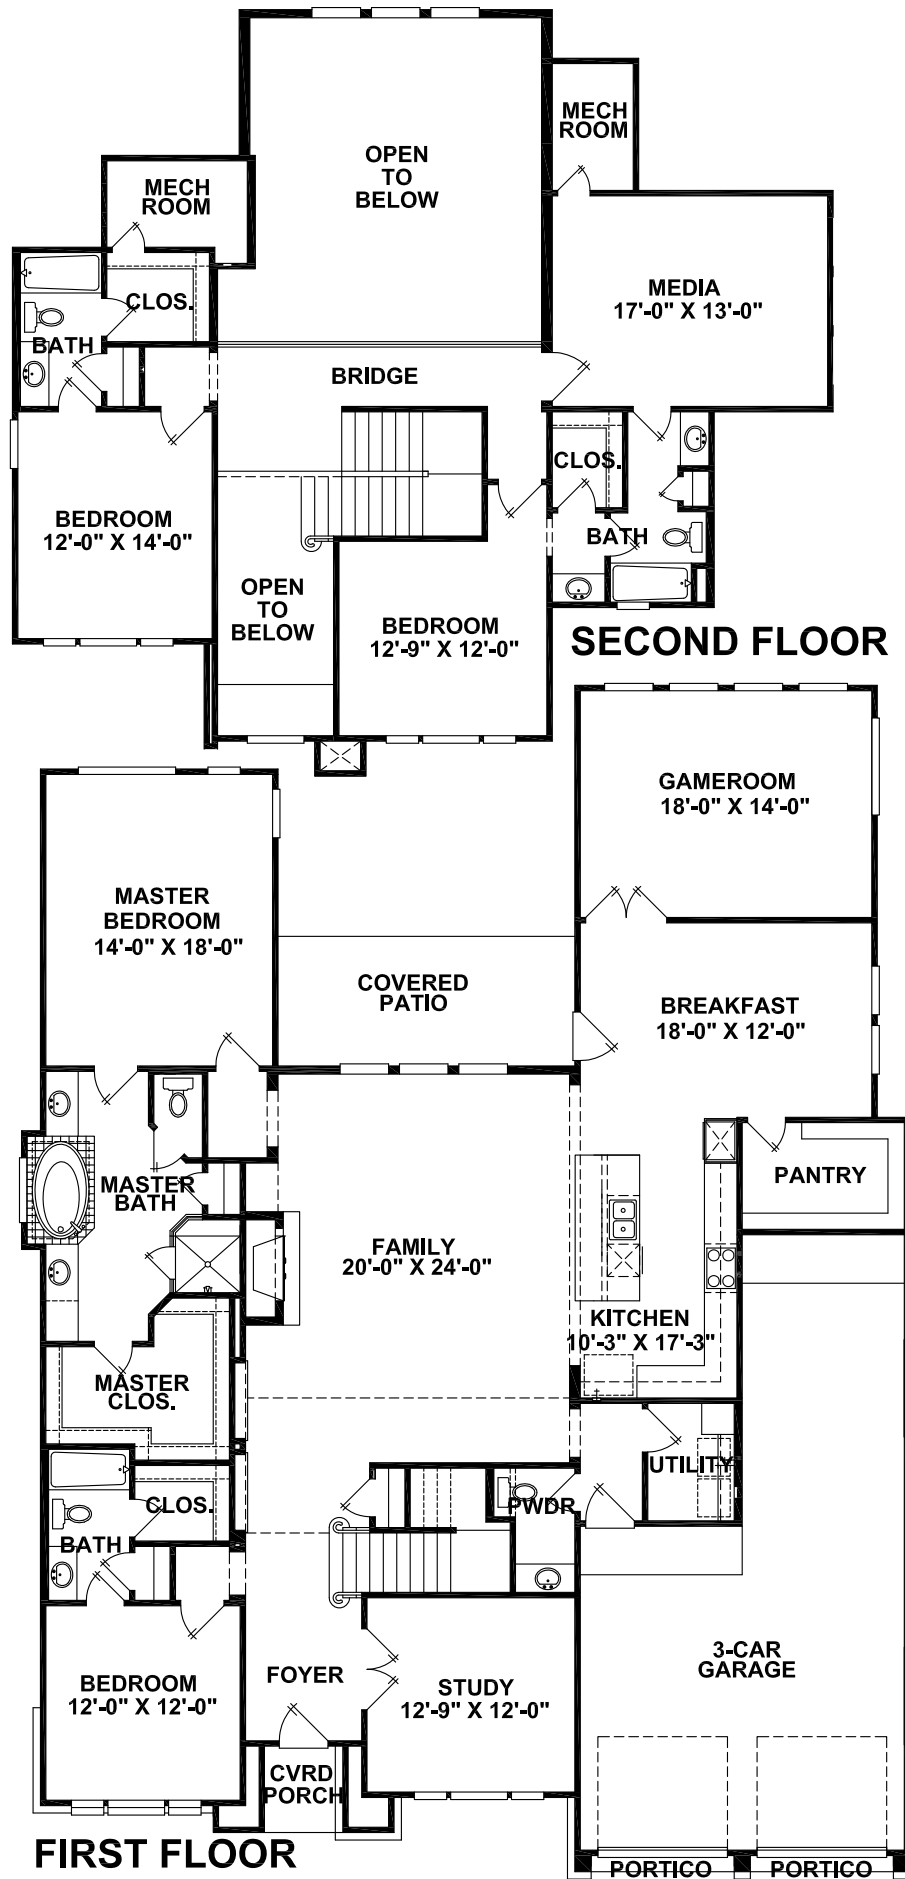 MECH
ROOM
OPEN
TO
BELOW
MECH
ROOM
MEDIA
17'-0" X 13'-0"
CLOS.
BATH
BRIDGE
CLOS.
BEDROOM
12'-0" X 14'-0"
BATH
OPEN
TO
BELOW
BEDROOM
12'-9" X 12'-0"
SECOND FLOOR
GAMEROOM
18'-0" X 14'-0"
MASTER
BEDROOM
14'-0" X 18'-0"
COVERED
PATIO
BREAKFAST
18'-0" X 12'-0"
PANTRY
MASTER
BATH
FAMILY
20'-0" X 24'-0"
KITCHEN
10'-3" X 17'-3"
MASTER
CLOS.
UTILITY
CLOS.
PWDR
BATH
3-CAR
GARAGE
FOYER
BEDROOM
12'-0" X 12'-0"
STUDY
12'-9" X 12'-0"
CVRD
PORCH
FIRST FLOOR
PORTICO
PORTICO